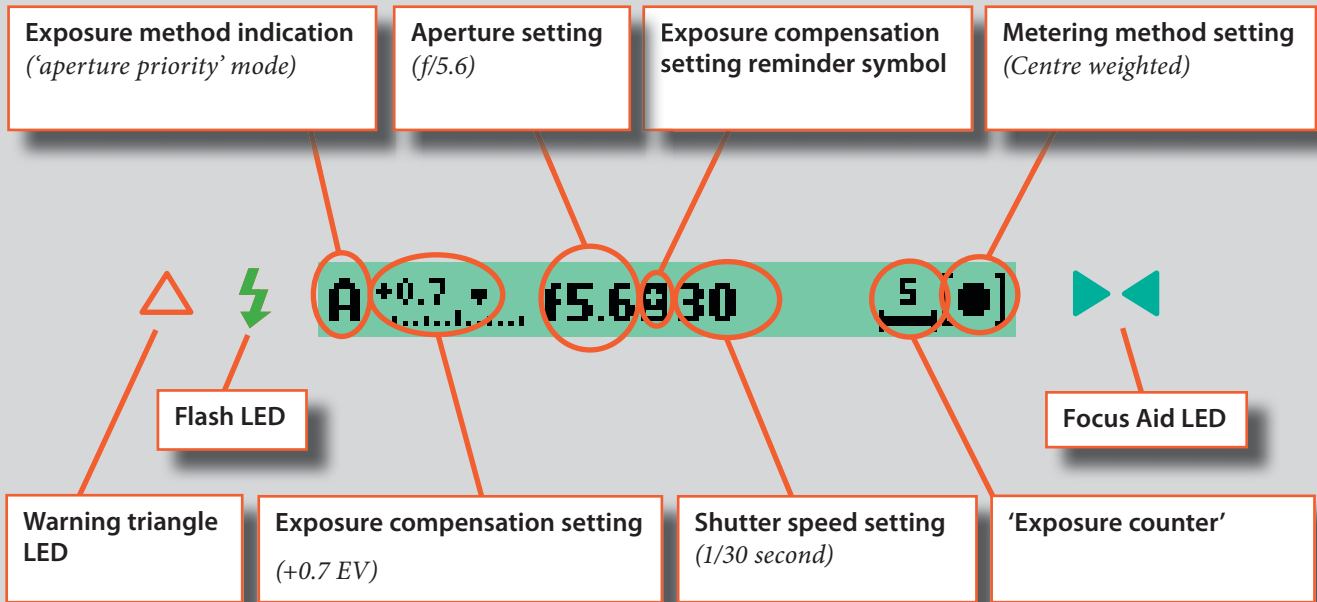 Exposure method indication
(‘aperture priority’ mode)
Aperture setting
(f/5.6)
Exposure compensation
setting reminder symbol
Metering method setting
(Centre weighted)
A +0.7 f5.6 30 5
Flash LED
Focus Aid LED
Warning triangle
LED
Exposure compensation setting
(+0.7 EV)
Shutter speed setting
(1/30 second)
‘Exposure counter’